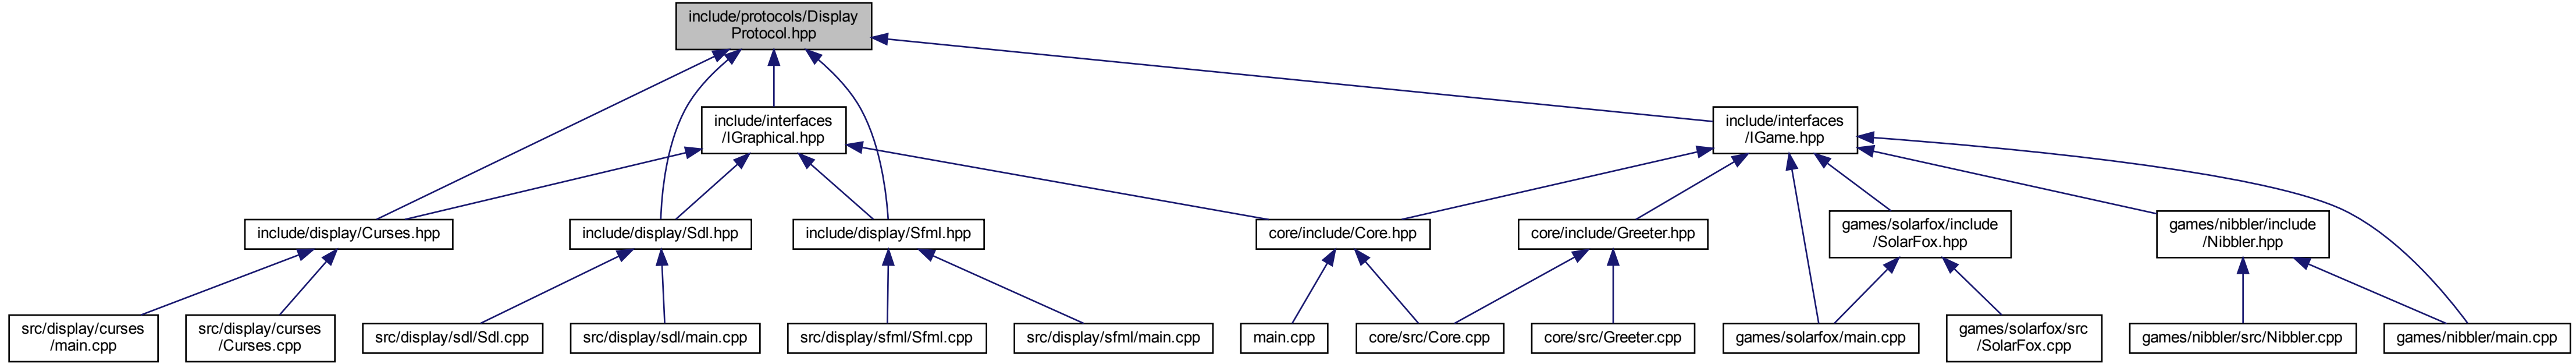 include/protocols/Display
Protocol.hpp
include/interfaces
/IGraphical.hpp
include/interfaces
/IGame.hpp
include/display/Curses.hpp
include/display/Sdl.hpp
include/display/Sfml.hpp
core/include/Core.hpp
core/include/Greeter.hpp
games/solarfox/include
/SolarFox.hpp
games/nibbler/include
/Nibbler.hpp
src/display/curses
/main.cpp
src/display/curses
/Curses.cpp
src/display/sdl/Sdl.cpp
src/display/sdl/main.cpp
src/display/sfml/Sfml.cpp
src/display/sfml/main.cpp
main.cpp
core/src/Core.cpp
core/src/Greeter.cpp
games/solarfox/main.cpp
games/solarfox/src
/SolarFox.cpp
games/nibbler/src/Nibbler.cpp
games/nibbler/main.cpp